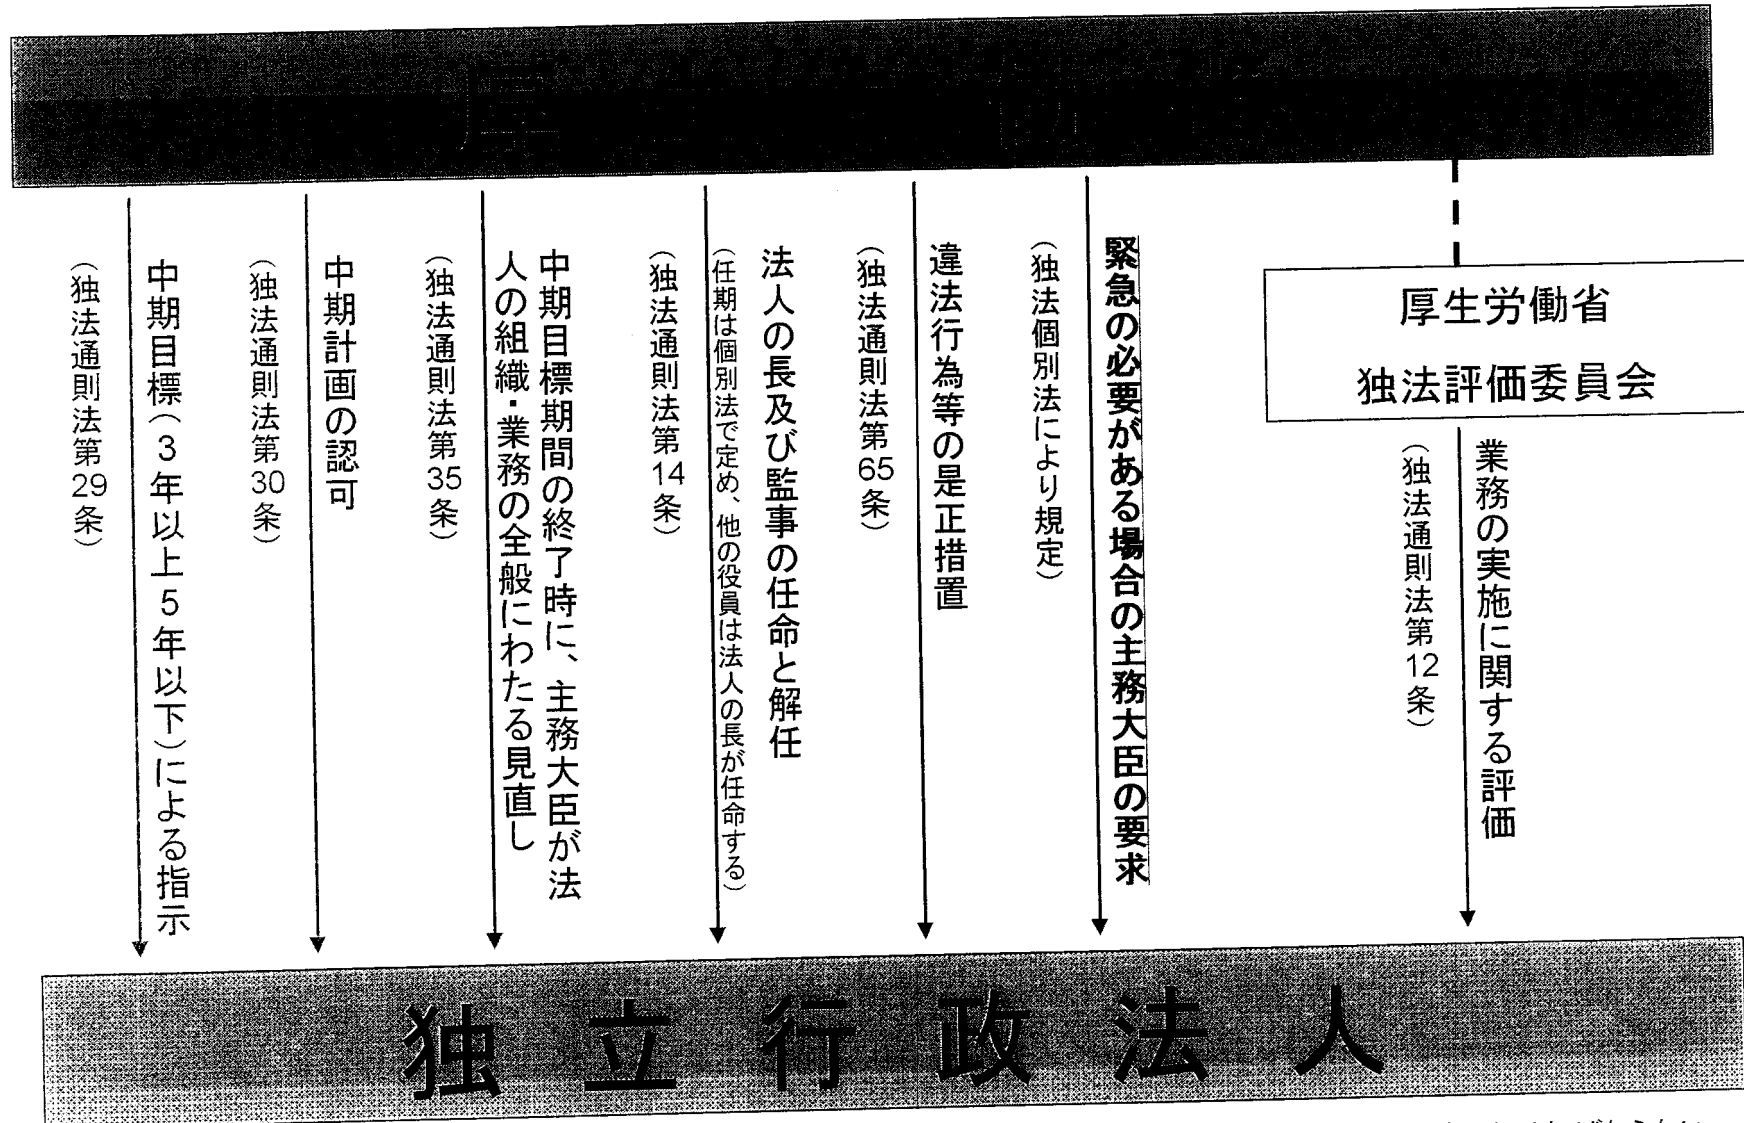 厚
中期目標（3年以上5年以下）による指示
（独法通則法第29条）
中期計画の認可
（独法通則法第30条）
中期目標期間の終了時に、主務大臣が法
人の組織・業務の全般にわたる見直し
（独法通則法第35条）
法人の長及び監事の任命と解任
（任期は個別法で定め、他の役員は法人の長が任命する）
（独法通則法第14条）
違法行為等の是正措置
（独法通則法第65条）
緊急の必要がある場合の主務大臣の要求
（独法個別法により規定）
厚生労働省
独法評価委員会
業務の実施に関する評価
（独法通則法第12条）
独立行政法人